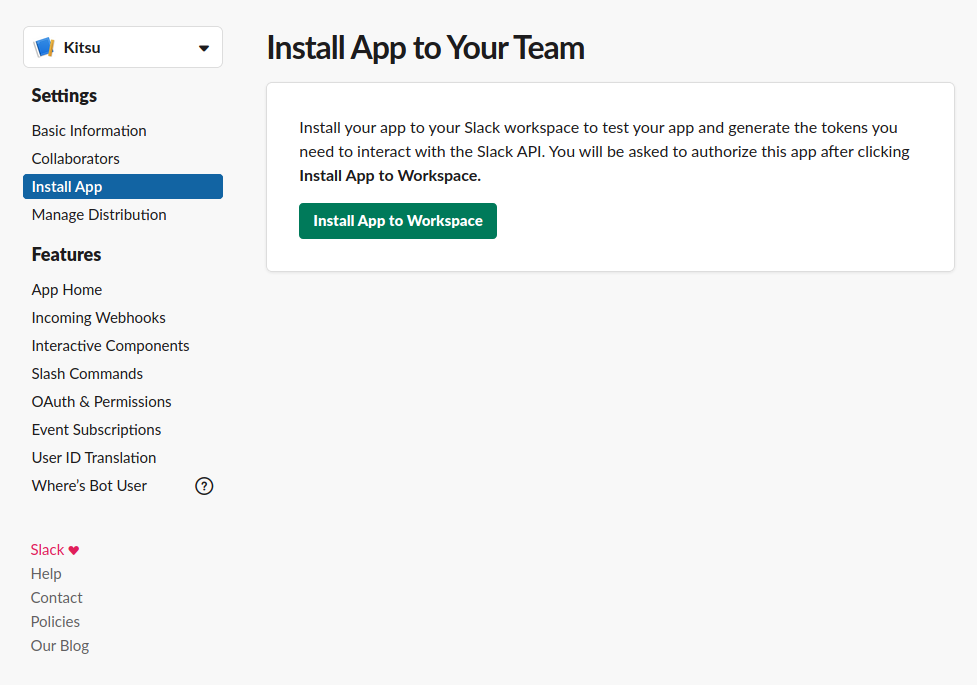 Kitsu
Settings
Basic Information
Collaborators
Install App
Manage Distribution
Features
App Home
Incoming Webhooks
Interactive Components
Slash Commands
OAuth & Permissions
Event Subscriptions
User ID Translation
Where’s Bot User
?
Slack ♥
Help
Contact
Policies
Our Blog
Install App to Your Team
Install your app to your Slack workspace to test your app and generate the tokens you
need to interact with the Slack API. You will be asked to authorize this app after clicking
Install App to Workspace.
Install App to Workspace